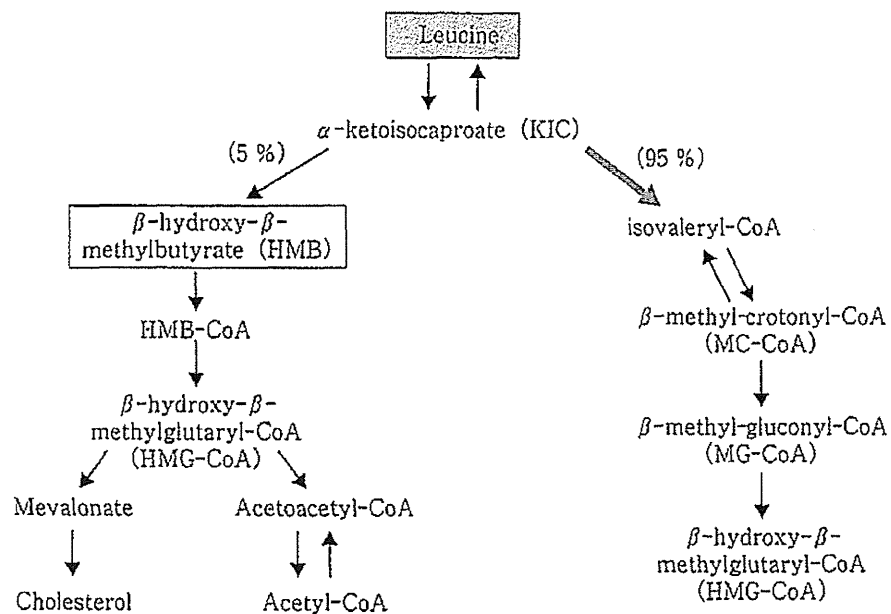 Leucine
α-ketoisocaproate (KIC)
(5 %)
(95 %)
β-hydroxy-β-
methylbutyrate (HMB)
HMB-CoA
β-hydroxy-β-
methylglutaryl-CoA
(HMG-CoA)
Mevalonate
Acetoacetyl-CoA
Cholesterol
Acetyl-CoA
isovaleryl-CoA
β-methyl-crotonyl-CoA
(MC-CoA)
β-methyl-gluconyl-CoA
(MG-CoA)
β-hydroxy-β-
methylglutaryl-CoA
(HMG-CoA)